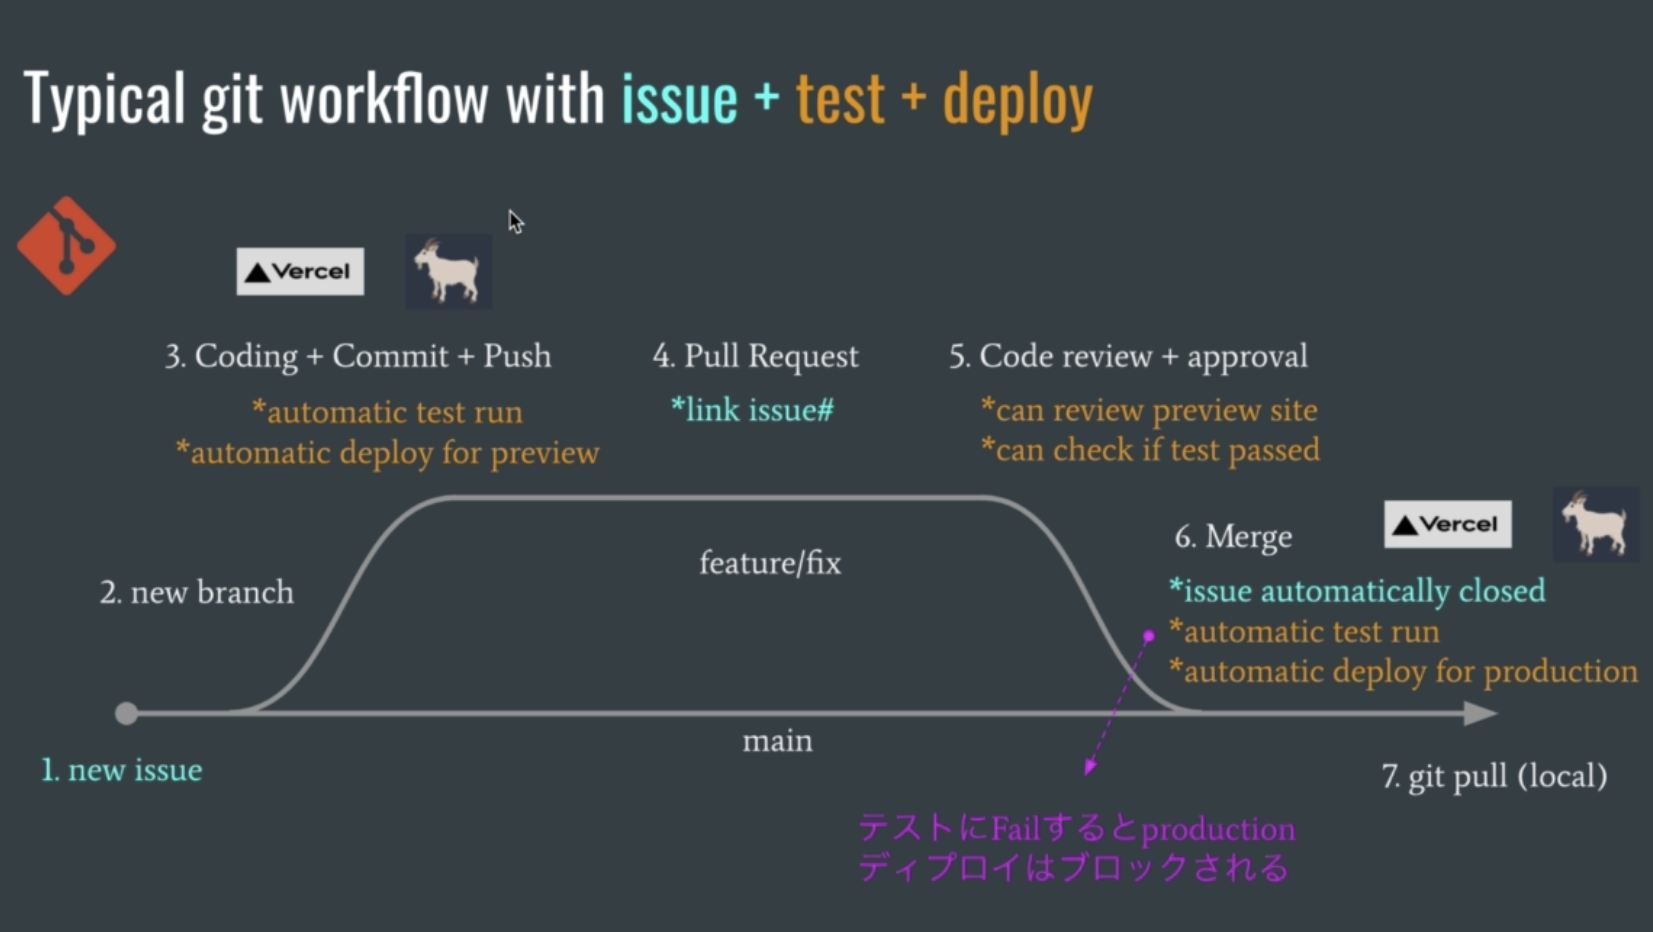 Typical git workflow with issue + test + deploy
Vercel
3. Coding + Commit + Push
*automatic test run
*automatic deploy for preview
4. Pull Request
*link issue#
5. Code review + approval
*can review preview site
*can check if test passed
2. new branch
feature/fix
6. Merge
Vercel
*issue automatically closed
*automatic test run
*automatic deploy for production
main
1. new issue
7. git pull (local)
テストにFailするとproduction
ディプロイはブロックされる